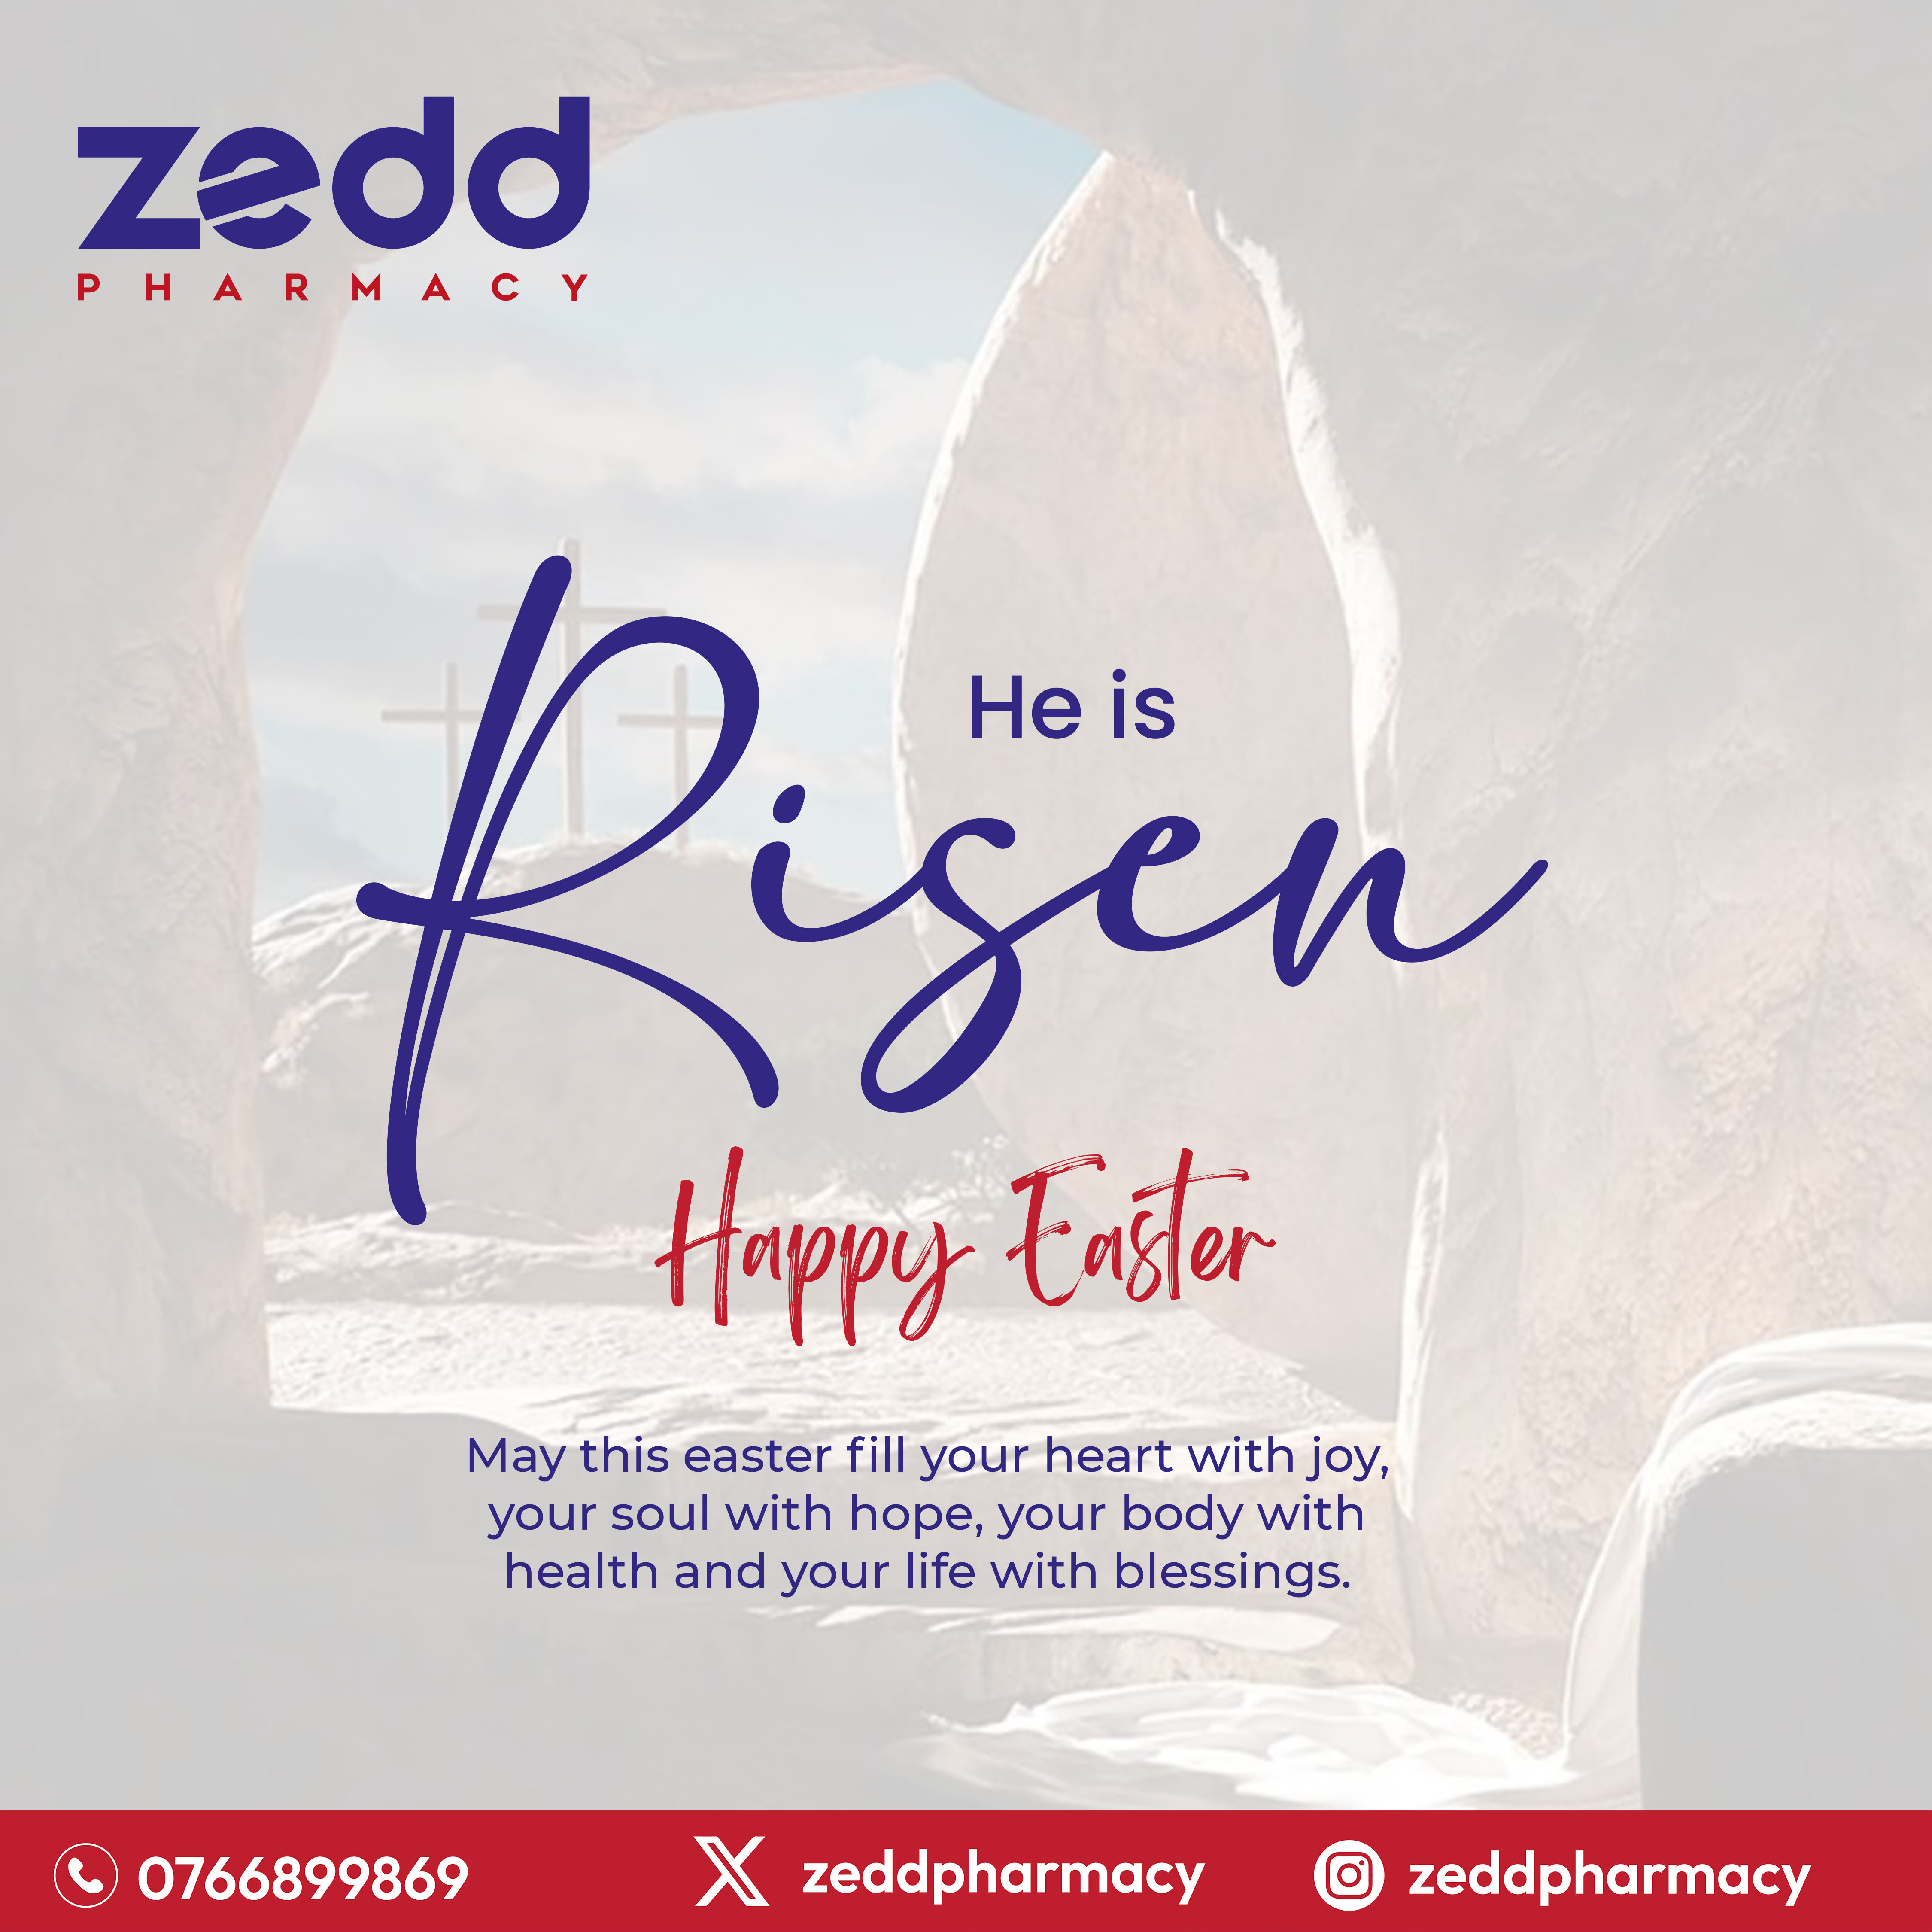 zedd
PHARMACY
He is
Risen
Happy Easter
May this easter fill your heart with joy,
your soul with hope, your body with
health and your life with blessings.
0766899869
zeddpharmacy
zeddpharmacy